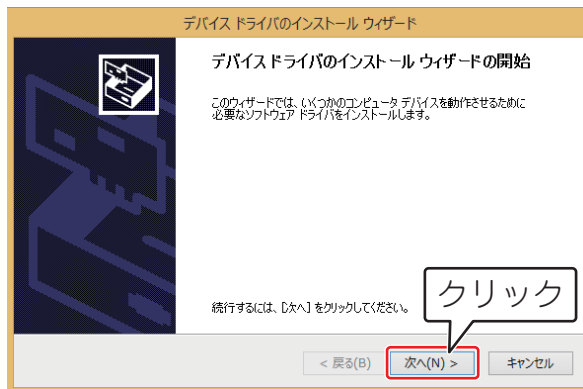 デバイス ドライバのインストール ウィザード
デバイス ドライバのインストール ウィザードの開始
このウィザードでは、いくつかのコンピュータ デバイスを動作させるために
必要なソフトウェア ドライバをインストールします。
続行するには、[次へ] をクリックしてください。
クリック
< 戻る(B)
次へ(N) >
キャンセル